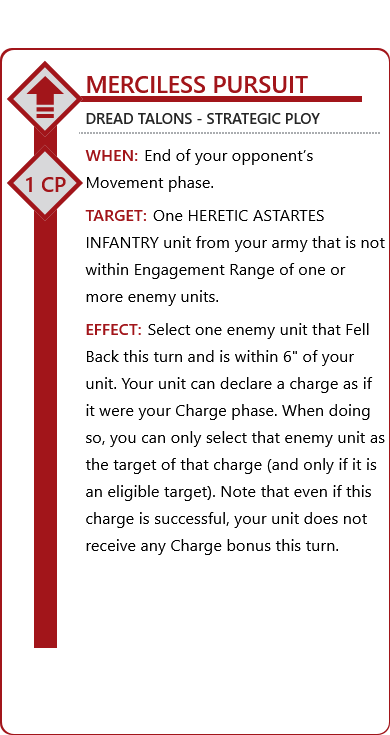 MERCILESS PURSUIT
DREAD TALONS - STRATEGIC PLOY
1 CP
WHEN: End of your opponent’s
Movement phase.
TARGET: One HERETIC ASTARTES
INFANTRY unit from your army that is not
within Engagement Range of one or
more enemy units.
EFFECT: Select one enemy unit that Fell
Back this turn and is within 6" of your
unit. Your unit can declare a charge as if
it were your Charge phase. When doing
so, you can only select that enemy unit as
the target of that charge (and only if it is
an eligible target). Note that even if this
charge is successful, your unit does not
receive any Charge bonus this turn.